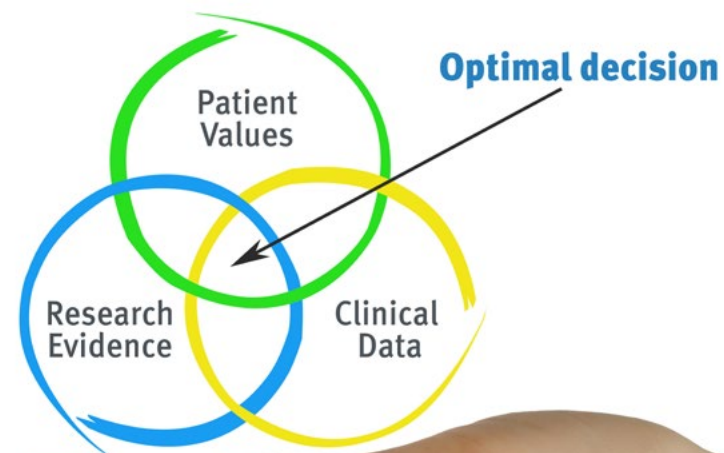 Optimal decision
Patient
Values
Research
Evidence
Clinical
Data